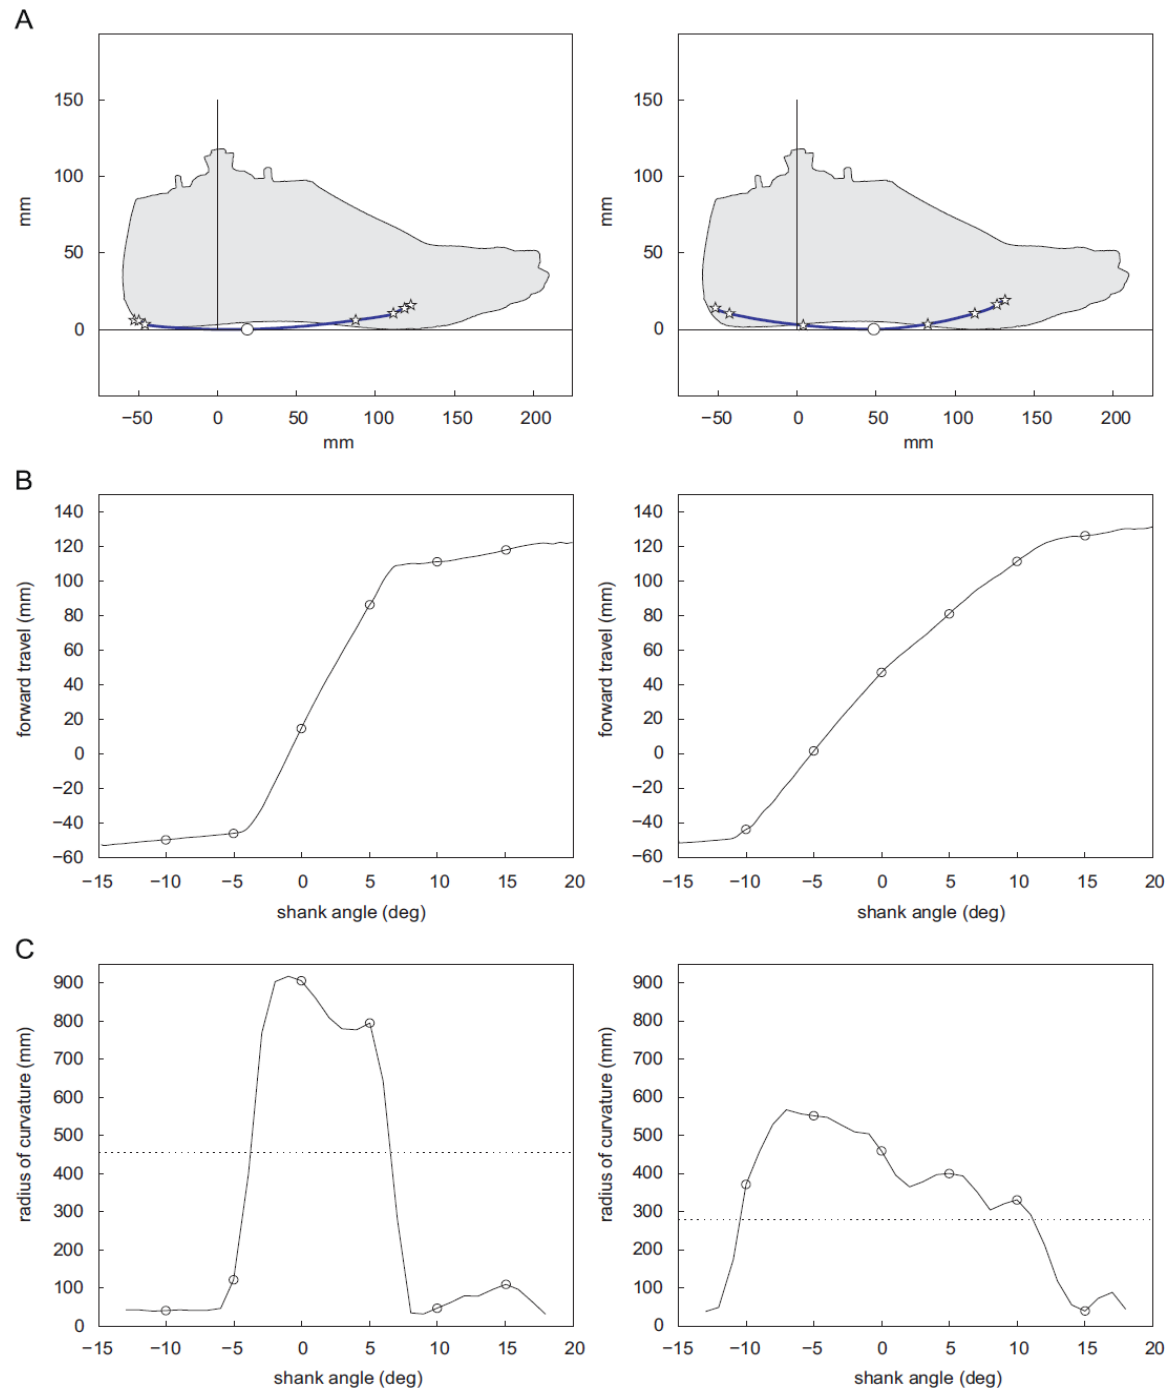 A
150
100
50
0
mm
−50 0 50 100 150 200
mm
150
100
50
0
mm
−50 0 50 100 150 200
mm
B
140
120
100
80
60
40
20
0
−20
−40
−60
forward travel (mm)
−15 −10 −5 0 5 10 15 20
shank angle (deg)
140
120
100
80
60
40
20
0
−20
−40
−60
forward travel (mm)
−15 −10 −5 0 5 10 15 20
shank angle (deg)
C
900
800
700
600
500
400
300
200
100
0
radius of curvature (mm)
−15 −10 −5 0 5 10 15 20
shank angle (deg)
900
800
700
600
500
400
300
200
100
0
radius of curvature (mm)
−15 −10 −5 0 5 10 15 20
shank angle (deg)